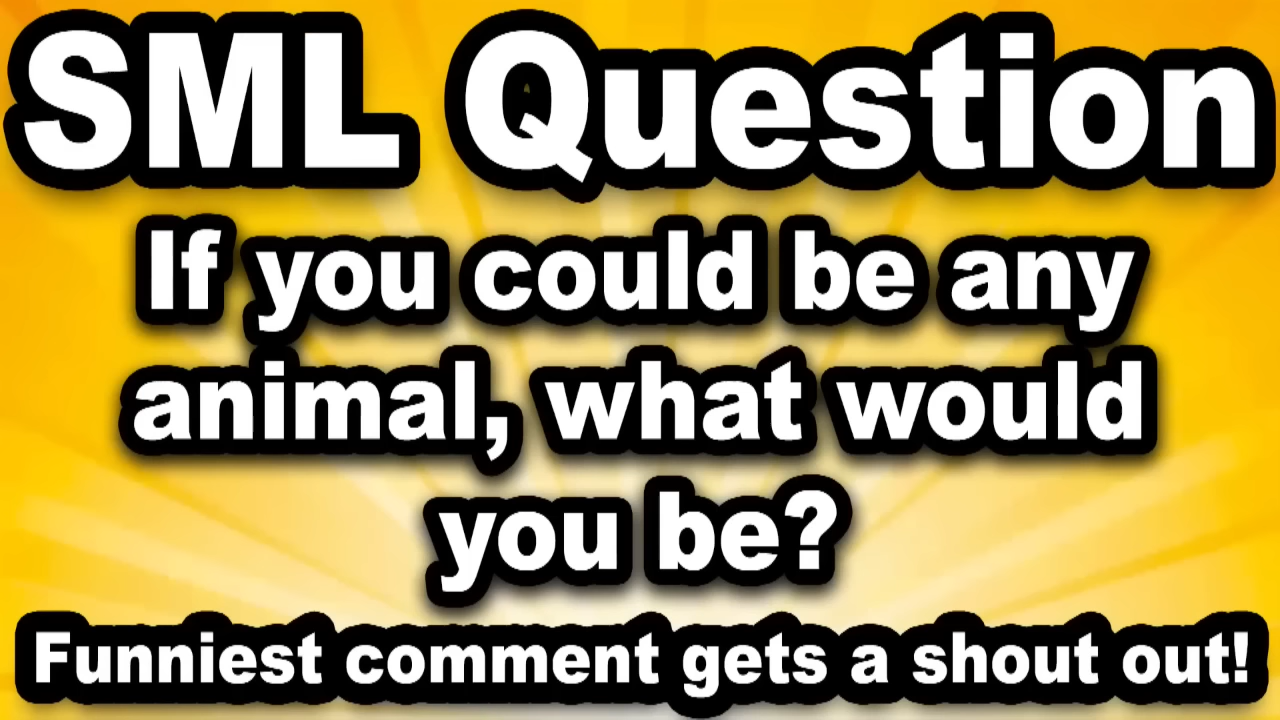 SML Question
If you could be any
animal, what would
you be?
Funniest comment gets a shout out!